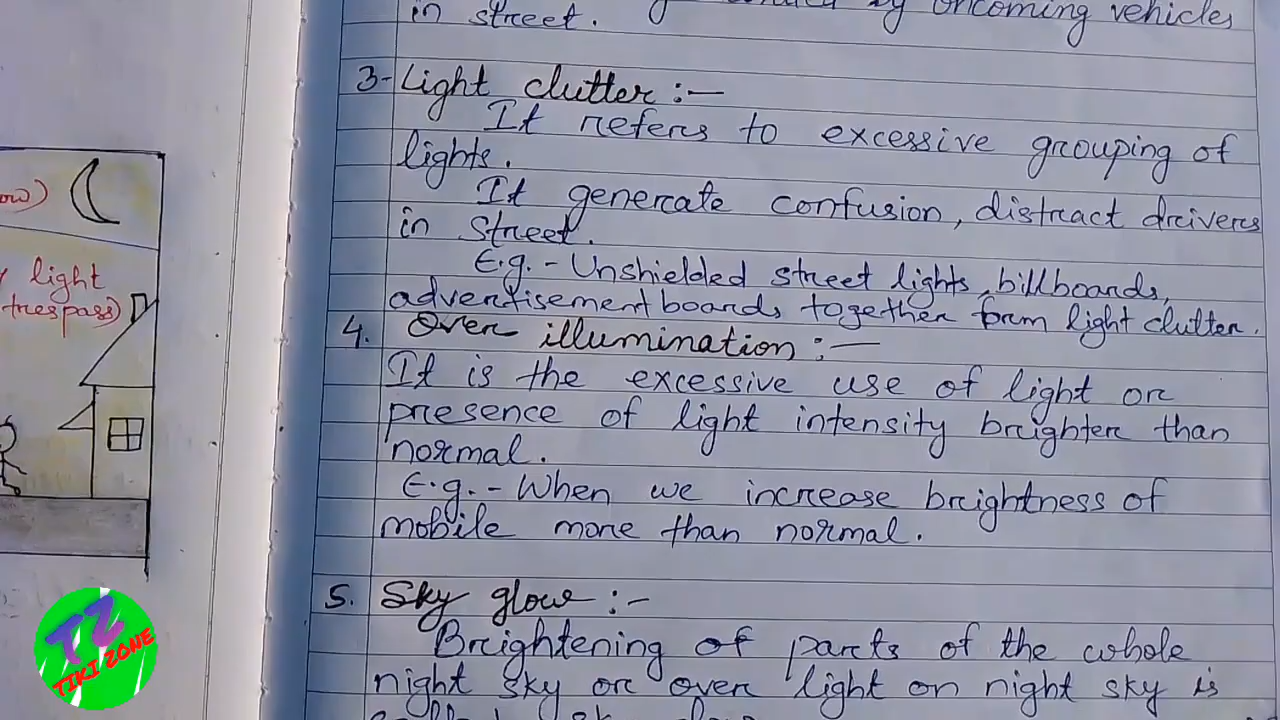 in street. by oncoming vehicles
3- Light clutter :-
It refers to excessive grouping of
lights.
It generate confusion, distract drivers
in street.
E.g. - Unshielded street lights, billboards,
advertisement boards together form light clutter.
4. Over illumination :-
It is the excessive use of light or
presence of light intensity brighter than
normal.
E.g. - When we increase brightness of
mobile more than normal.
5. Sky glow :-
Brightening of parts of the whole
night sky or over light on night sky is
light
trespass)
TZ
TIKI ZONE